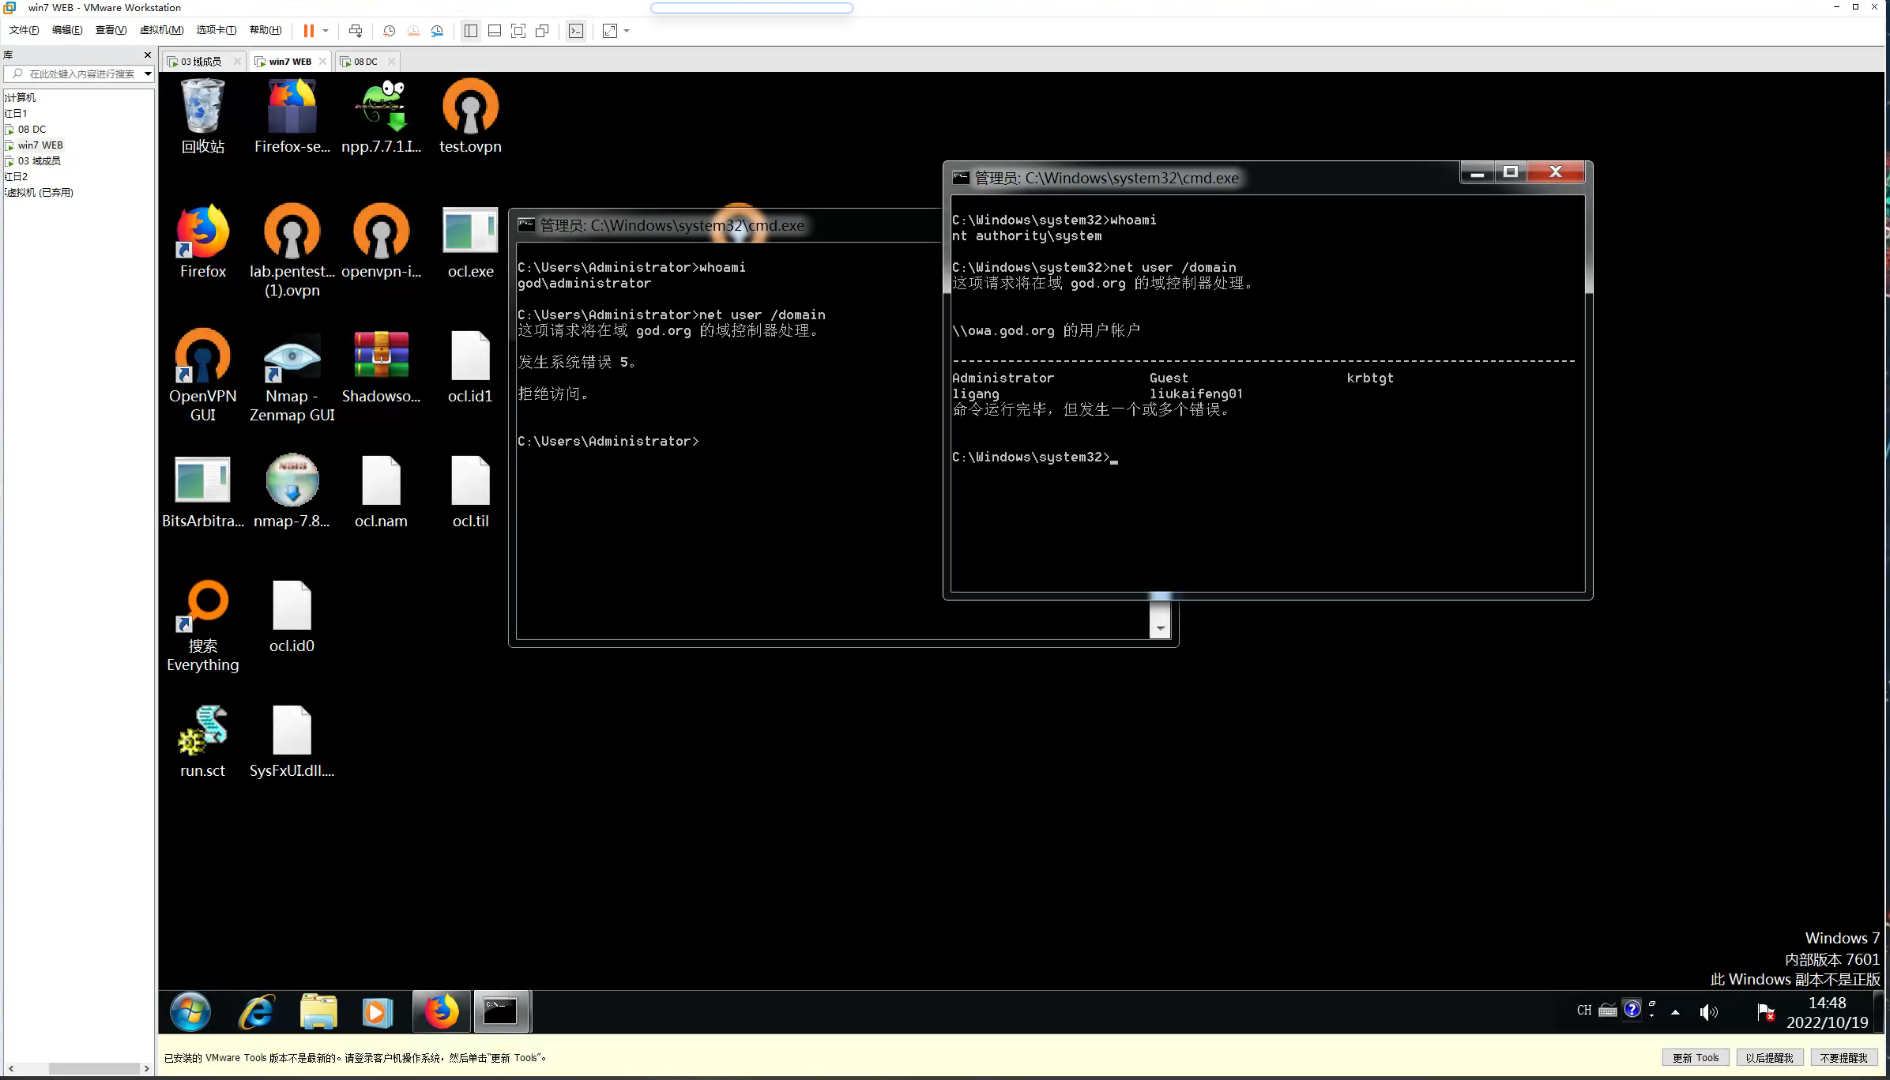 win7 WEB - VMware Workstation
文件(F) 编辑(E) 查看(V) 虚拟机(M) 选项卡(T) 帮助(H)
库
在此处键入内容进行搜索
计算机
红日1
08 DC
win7 WEB
03 域成员
红日2
虚拟机 (已弃用)
03 域成员
win7 WEB
08 DC
回收站
Firefox-se...
npp.7.7.1.I...
test.ovpn
Firefox
lab.pentest...
(1).ovpn
openvpn-i...
ocl.exe
OpenVPN
GUI
Nmap -
Zenmap GUI
Shadowso...
ocl.id1
BitsArbitra...
nmap-7.8...
ocl.nam
ocl.til
搜索
Everything
ocl.id0
run.sct
SysFxUI.dll....
管理员: C:\Windows\system32\cmd.exe
C:\Users\Administrator>whoami
god\administrator
C:\Users\Administrator>net user /domain
这项请求将在域 god.org 的域控制器处理。
发生系统错误 5。
拒绝访问。
C:\Users\Administrator>
管理员: C:\Windows\system32\cmd.exe
C:\Windows\system32>whoami
nt authority\system
C:\Windows\system32>net user /domain
这项请求将在域 god.org 的域控制器处理。
\\owa.god.org 的用户帐户
-------------------------------------------------------------------------------
Administrator Guest krbtgt
ligang liukaifeng01
命令运行完毕，但发生一个或多个错误。
C:\Windows\system32>_
Windows 7
内部版本 7601
此 Windows 副本不是正版
CH
14:48
2022/10/19
已安装的 VMware Tools 版本不是最新的。请登录客户机操作系统，然后单击"更新 Tools"。
更新 Tools
以后提醒我
不要提醒我